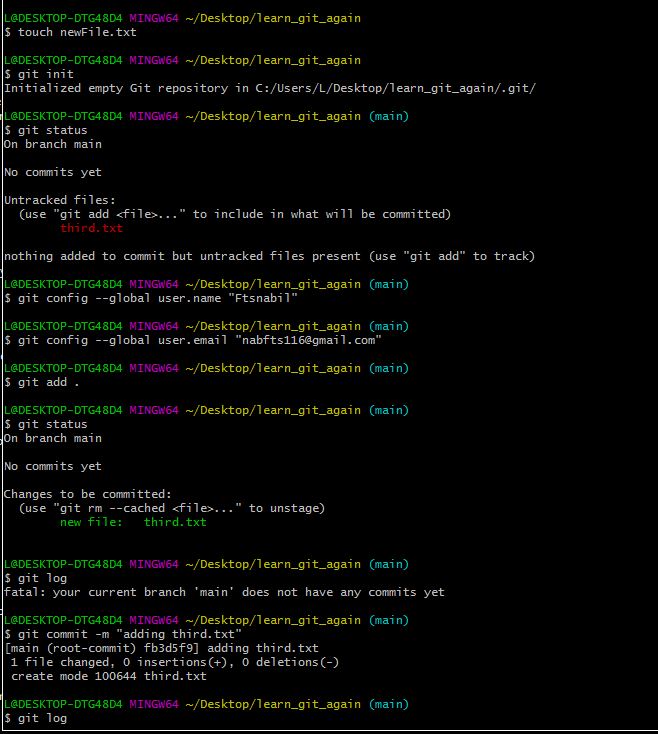 L@DESKTOP-DTG48D4 MINGW64 ~/Desktop/learn_git_again
$ touch newFile.txt
L@DESKTOP-DTG48D4 MINGW64 ~/Desktop/learn_git_again
$ git init
Initialized empty Git repository in C:/Users/L/Desktop/learn_git_again/.git/
L@DESKTOP-DTG48D4 MINGW64 ~/Desktop/learn_git_again (main)
$ git status
On branch main
No commits yet
Untracked files:
(use "git add <file>..." to include in what will be committed)
third.txt
nothing added to commit but untracked files present (use "git add" to track)
L@DESKTOP-DTG48D4 MINGW64 ~/Desktop/learn_git_again (main)
$ git config --global user.name "Ftsnabil"
L@DESKTOP-DTG48D4 MINGW64 ~/Desktop/learn_git_again (main)
$ git config --global user.email "nabfts116@gmail.com"
L@DESKTOP-DTG48D4 MINGW64 ~/Desktop/learn_git_again (main)
$ git add .
L@DESKTOP-DTG48D4 MINGW64 ~/Desktop/learn_git_again (main)
$ git status
On branch main
No commits yet
Changes to be committed:
(use "git rm --cached <file>..." to unstage)
new file:   third.txt
L@DESKTOP-DTG48D4 MINGW64 ~/Desktop/learn_git_again (main)
$ git log
fatal: your current branch 'main' does not have any commits yet
L@DESKTOP-DTG48D4 MINGW64 ~/Desktop/learn_git_again (main)
$ git commit -m "adding third.txt"
[main (root-commit) fb3d5f9] adding third.txt
1 file changed, 0 insertions(+), 0 deletions(-)
create mode 100644 third.txt
L@DESKTOP-DTG48D4 MINGW64 ~/Desktop/learn_git_again (main)
$ git log